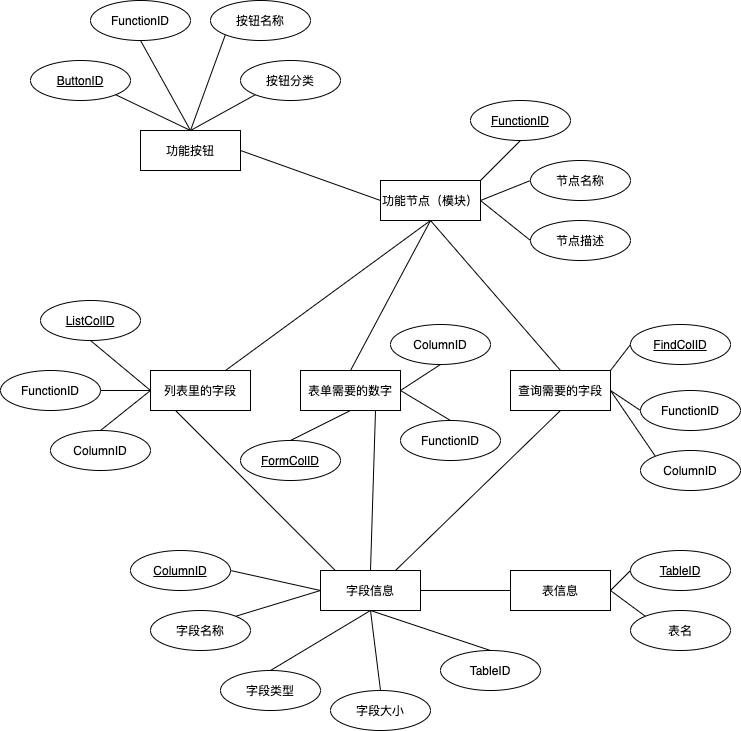 FunctionID
按钮名称
ButtonID
按钮分类
功能按钮
FunctionID
节点名称
功能节点（模块）
节点描述
ListCollD
ColumnID
FindCollD
FunctionID
列表里的字段
表单需要的数字
查询需要的字段
FunctionID
ColumnID
FormCollD
FunctionID
ColumnID
ColumnID
字段信息
表信息
TableID
字段名称
表名
TableID
字段类型
字段大小